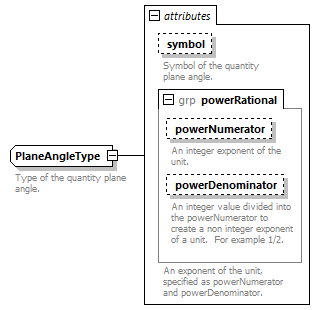 attributes
symbol
Symbol of the quantity
plane angle.
grp powerRational
powerNumerator
An integer exponent of the
unit.
powerDenominator
An integer value divided into
the powerNumerator to
create a non integer exponent
of a unit.  For example 1/2.
An exponent of the unit,
specified as powerNumerator
and powerDenominator.
PlaneAngleType
Type of the quantity plane
angle.